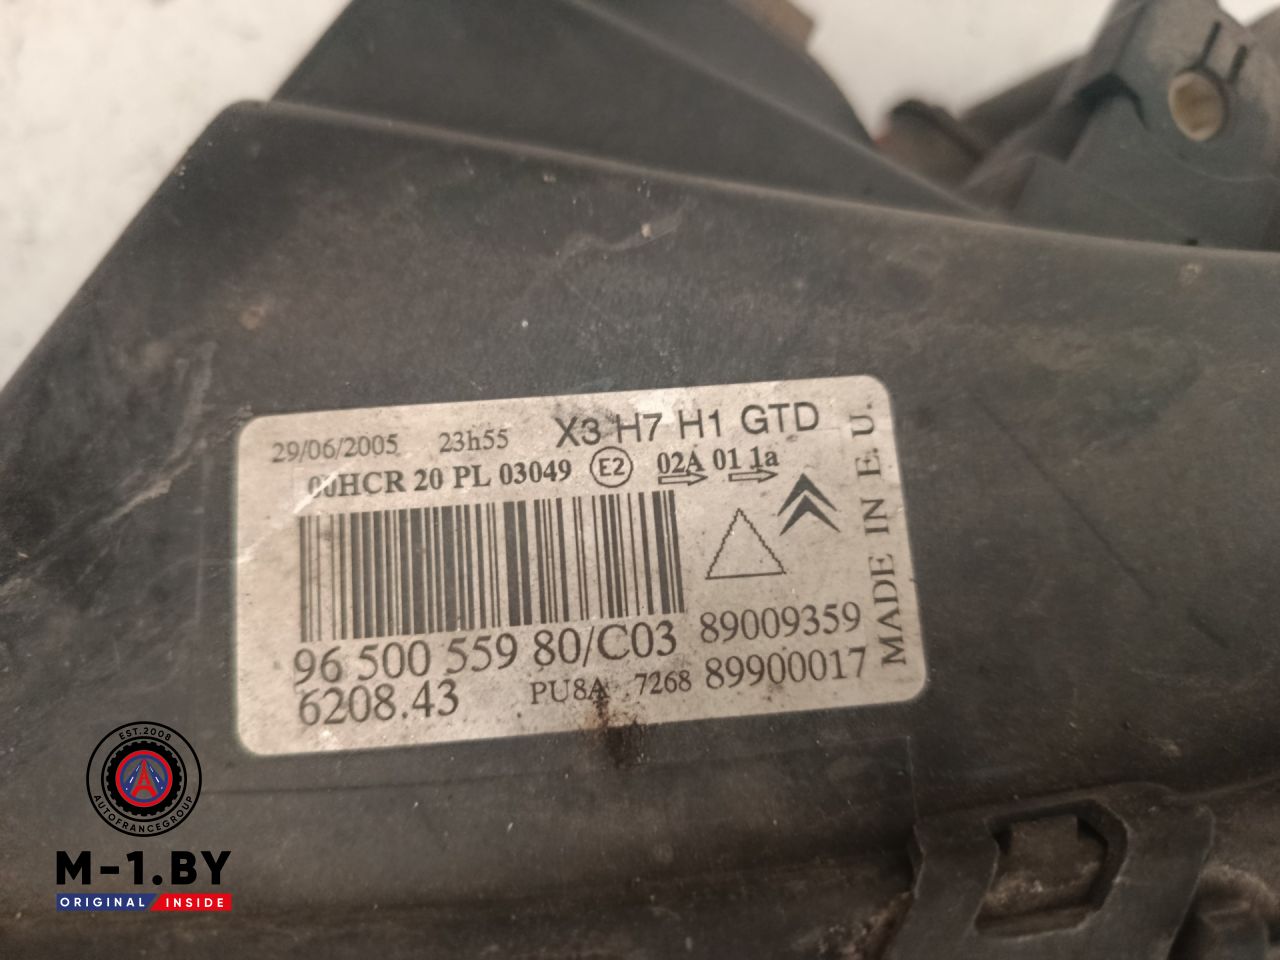 X3 H7 H1 GTD
29/06/2005 23h55
00HCR 20 PL 03049 E2 02A 01 1a
MADE IN E.U.
96 500 559 80/C03 89009359
6208.43 PU8A 7268 89900017
EST.2008
AUTOFRANCEGROUP
M-1.BY
ORIGINAL INSIDE